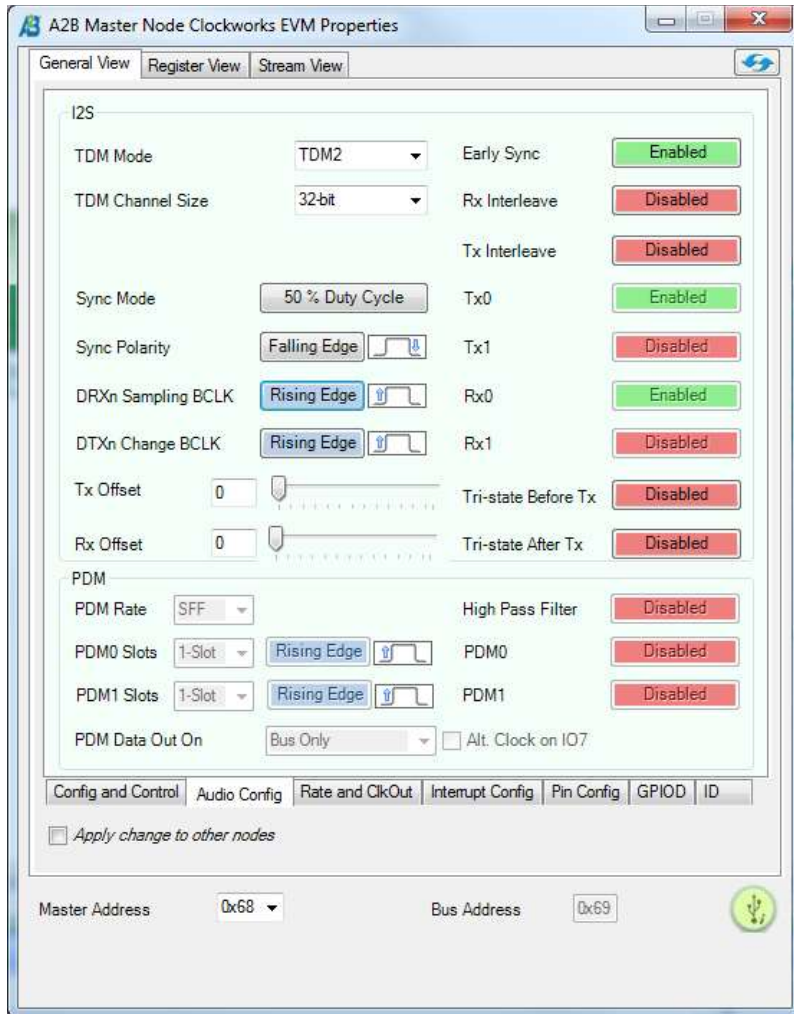 A2B Master Node Clockworks EVM Properties
General View Register View Stream View
I2S
TDM Mode TDM2 Early Sync Enabled
TDM Channel Size 32-bit Rx Interleave Disabled
Tx Interleave Disabled
Sync Mode 50 % Duty Cycle Tx0 Enabled
Sync Polarity Falling Edge Tx1 Disabled
DRXn Sampling BCLK Rising Edge Rx0 Enabled
DTXn Change BCLK Rising Edge Rx1 Disabled
Tx Offset 0 Tri-state Before Tx Disabled
Rx Offset 0 Tri-state After Tx Disabled
PDM
PDM Rate SFF High Pass Filter Disabled
PDM0 Slots 1-Slot Rising Edge PDM0 Disabled
PDM1 Slots 1-Slot Rising Edge PDM1 Disabled
PDM Data Out On Bus Only Alt. Clock on IO7
Config and Control Audio Config Rate and ClkOut Interrupt Config Pin Config GPIOD ID
Apply change to other nodes
Master Address 0x68 Bus Address 0x69